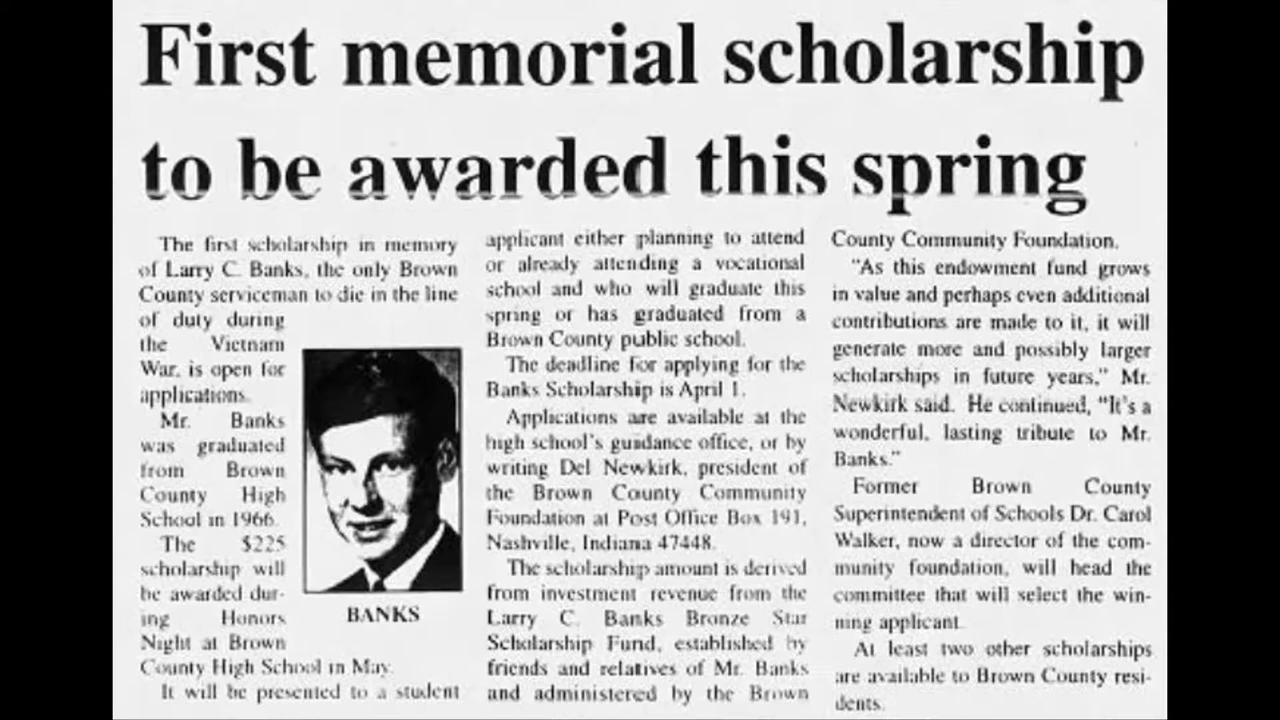 First memorial scholarship
to be awarded this spring
The first scholarship in memory
of Larry C. Banks, the only Brown
County serviceman to die in the line
of duty during
the Vietnam
War, is open for
applications.
Mr. Banks
was graduated
from Brown
County High
School in 1966.
The $225
scholarship will
be awarded dur-
ing Honors
Night at Brown
County High School in May.
It will be presented to a student
BANKS
applicant either planning to attend
or already attending a vocational
school and who will graduate this
spring or has graduated from a
Brown County public school.
The deadline for applying for the
Banks Scholarship is April 1.
Applications are available at the
high school's guidance office, or by
writing Del Newkirk, president of
the Brown County Community
Foundation at Post Office Box 191,
Nashville, Indiana 47448.
The scholarship amount is derived
from investment revenue from the
Larry C. Banks Bronze Star
Scholarship Fund, established by
friends and relatives of Mr. Banks
and administered by the Brown
County Community Foundation.
"As this endowment fund grows
in value and perhaps even additional
contributions are made to it, it will
generate more and possibly larger
scholarships in future years," Mr.
Newkirk said. He continued, "It's a
wonderful, lasting tribute to Mr.
Banks."
Former Brown County
Superintendent of Schools Dr. Carol
Walker, now a director of the com-
munity foundation, will head the
committee that will select the win-
ning applicant.
At least two other scholarships
are available to Brown County resi-
dents.